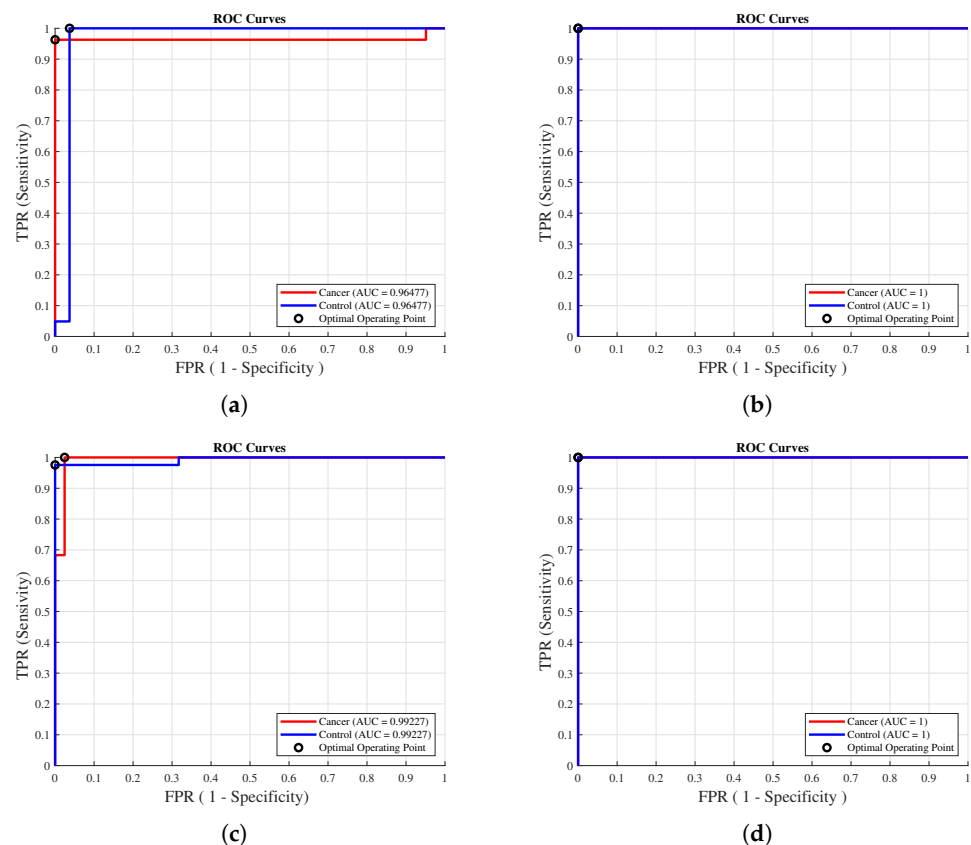 ROC Curves
1
0.9
0.8
0.7
0.6
0.5
0.4
0.3
0.2
0.1
0
TPR (Sensitivity)
Cancer (AUC = 0.96477)
Control (AUC = 0.96477)
Optimal Operating Point
0 0.1 0.2 0.3 0.4 0.5 0.6 0.7 0.8 0.9 1
FPR ( 1 - Specificity )
(a)
ROC Curves
1
0.9
0.8
0.7
0.6
0.5
0.4
0.3
0.2
0.1
0
TPR (Sensitivity)
Cancer (AUC = 1)
Control (AUC = 1)
Optimal Operating Point
0 0.1 0.2 0.3 0.4 0.5 0.6 0.7 0.8 0.9 1
FPR ( 1 - Specificity )
(b)
ROC Curves
1
0.9
0.8
0.7
0.6
0.5
0.4
0.3
0.2
0.1
0
TPR (Sensivity)
Cancer (AUC = 0.99227)
Control (AUC = 0.99227)
Optimal Operating Point
0 0.1 0.2 0.3 0.4 0.5 0.6 0.7 0.8 0.9 1
FPR ( 1 - Specificity)
(c)
ROC Curves
1
0.9
0.8
0.7
0.6
0.5
0.4
0.3
0.2
0.1
0
TPR (Sensitivity)
Cancer (AUC = 1)
Control (AUC = 1)
Optimal Operating Point
0 0.1 0.2 0.3 0.4 0.5 0.6 0.7 0.8 0.9 1
FPR ( 1 - Specificity )
(d)